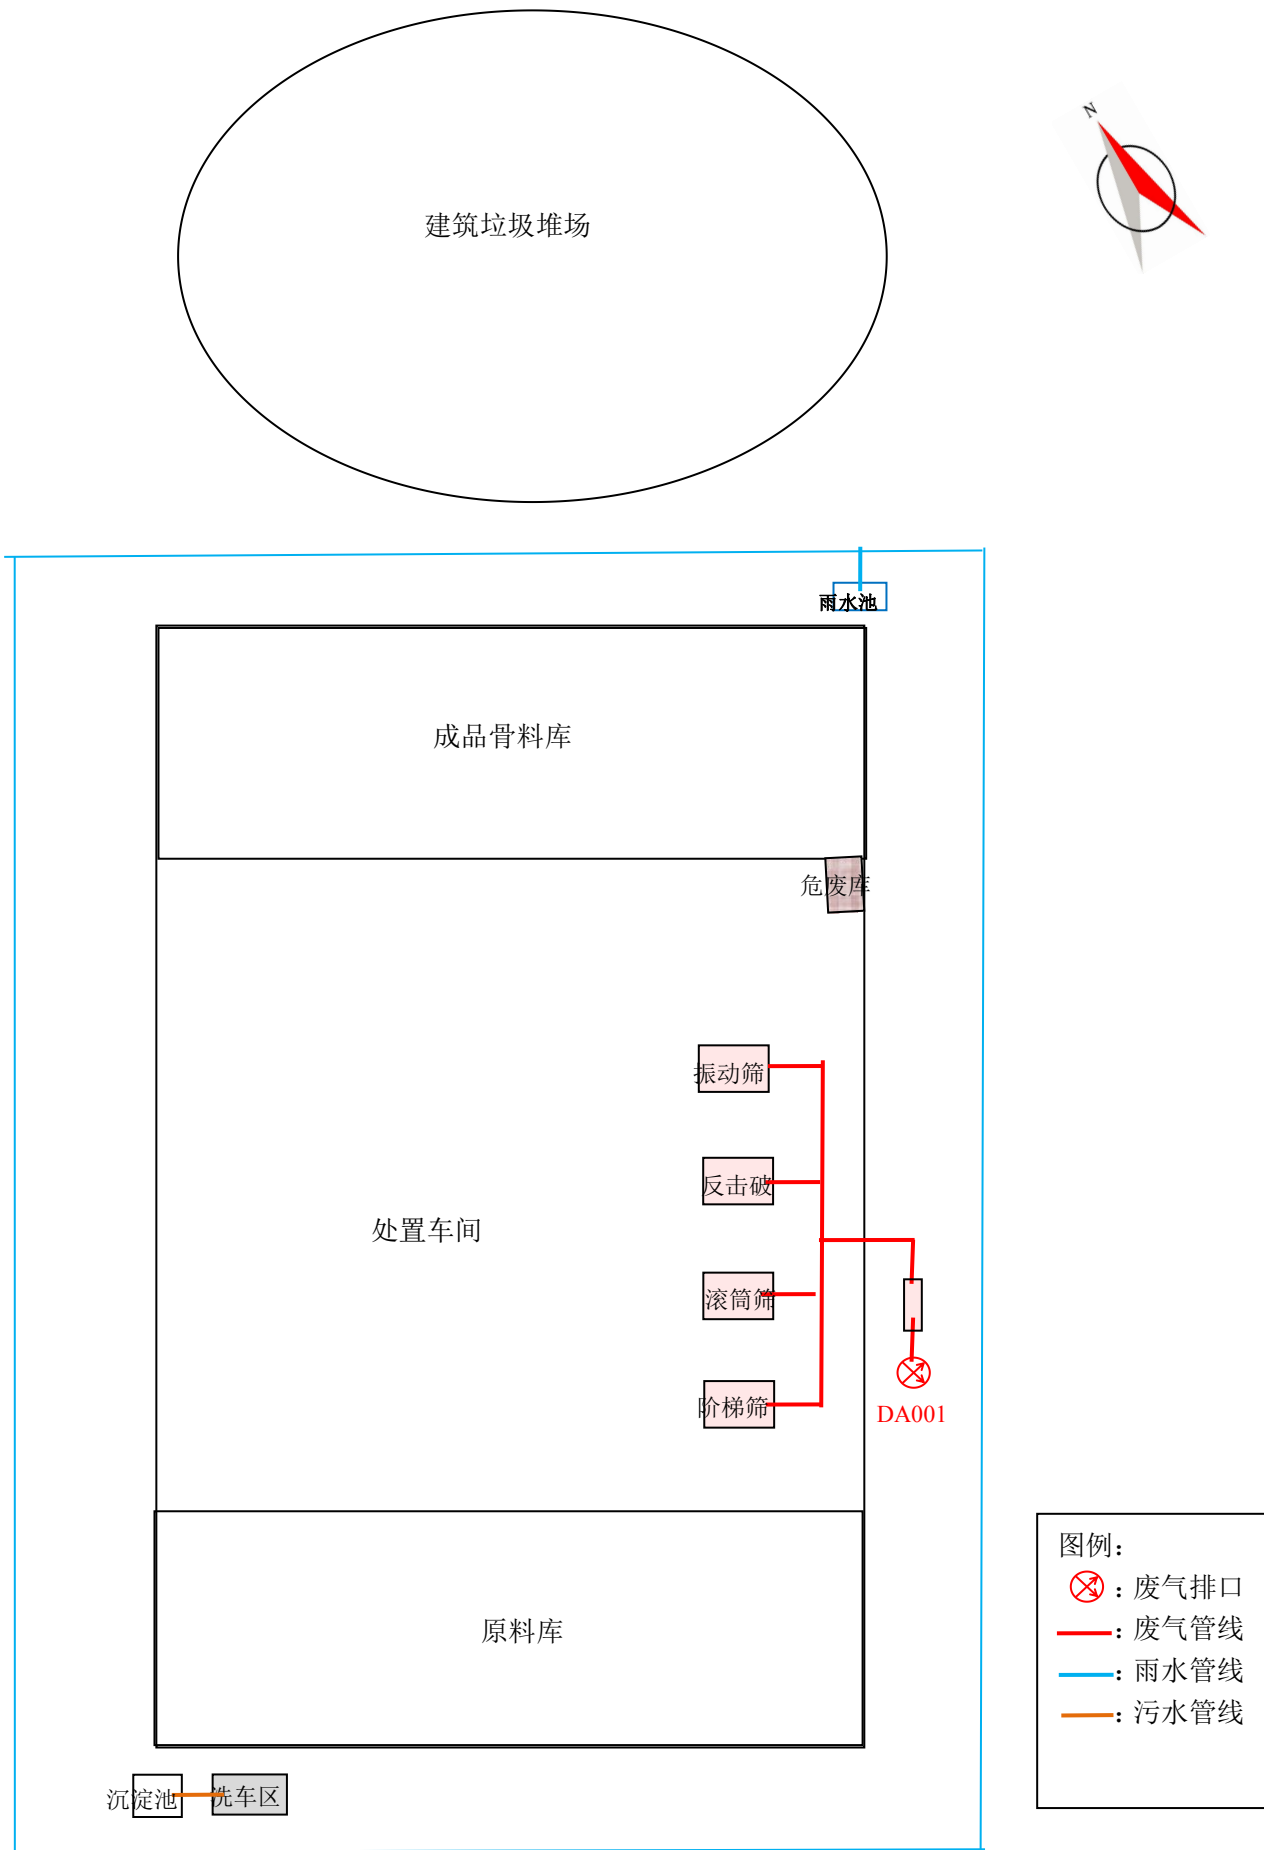 N
建筑垃圾堆场
雨水池
成品骨料库
危废库
振动筛
反击破
处置车间
滚筒筛
阶梯筛
DA001
原料库
图例：
：废气排口
：废气管线
：雨水管线
：污水管线
沉淀池
洗车区